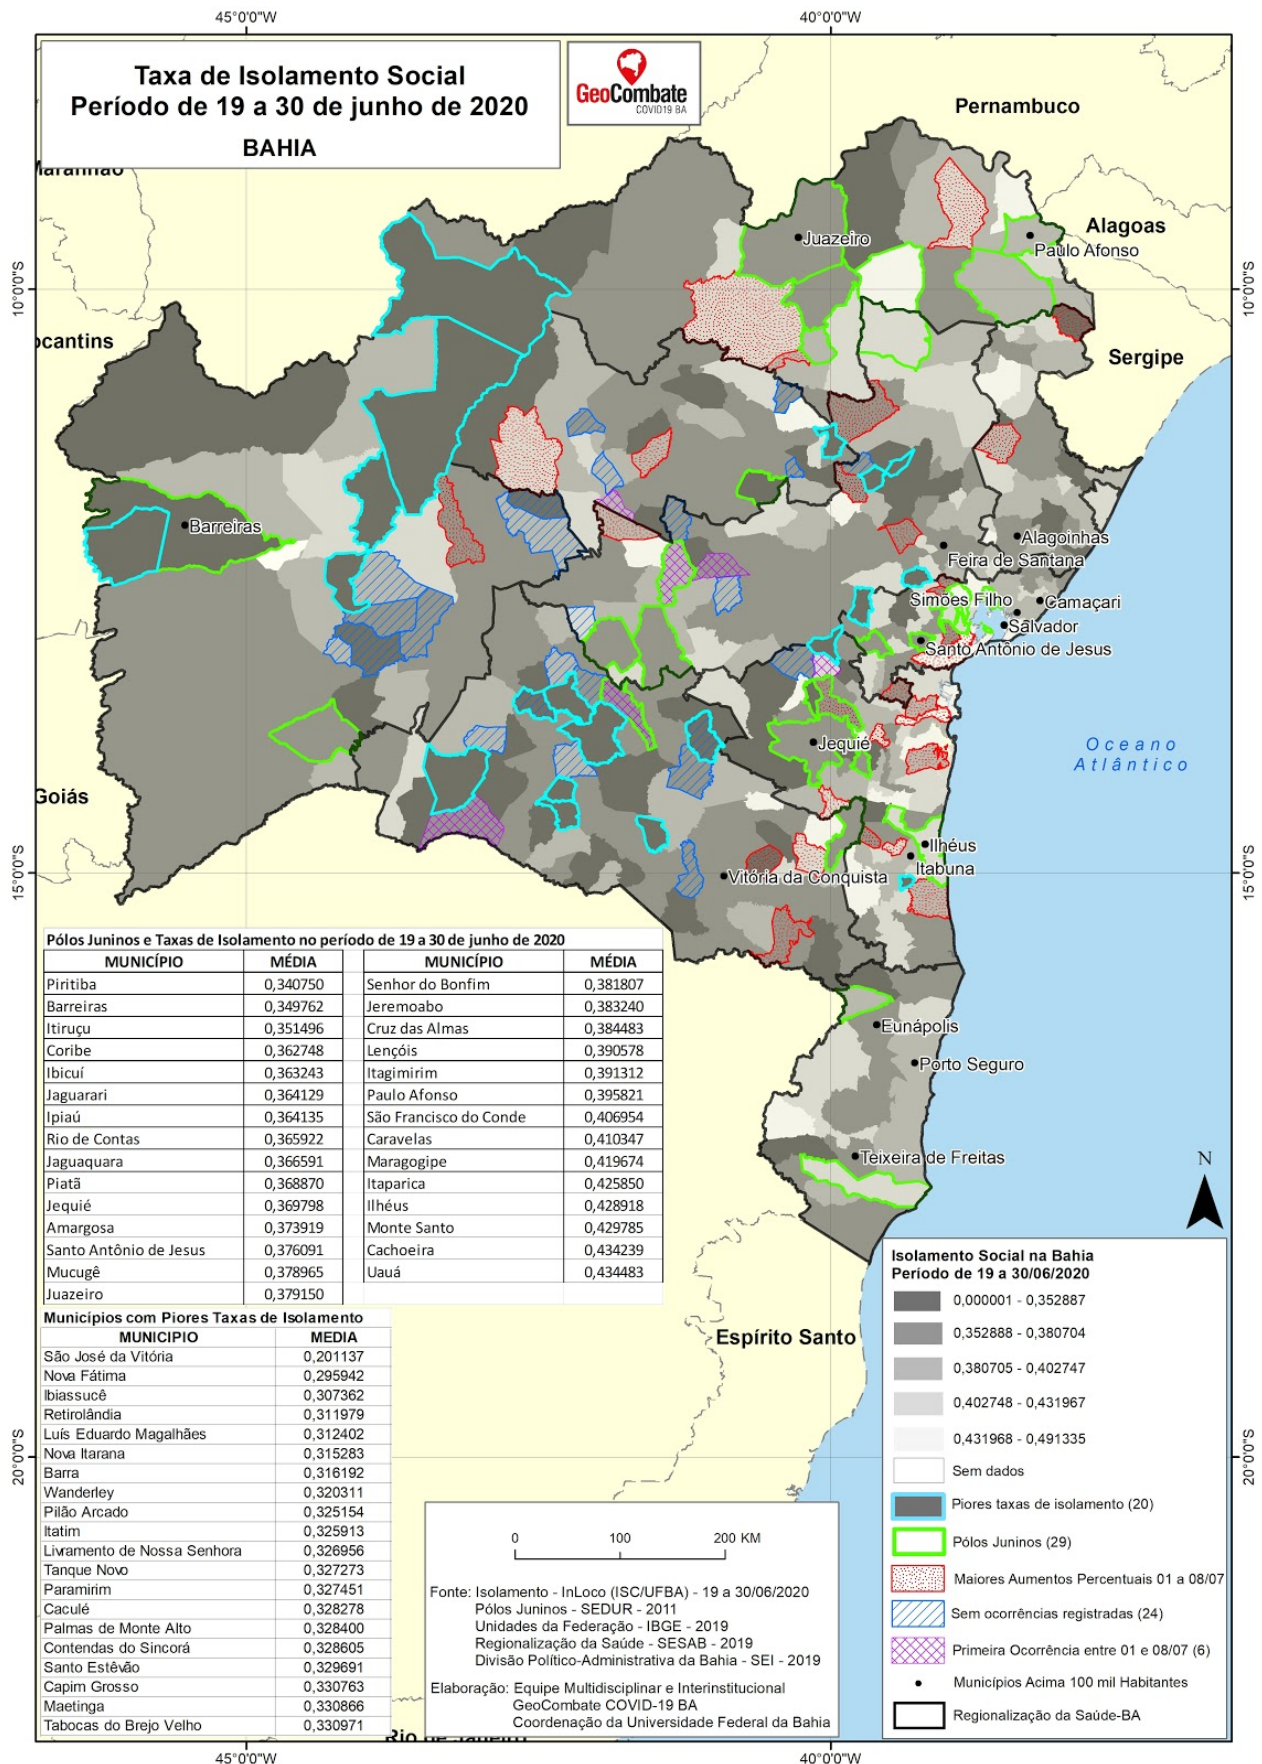 45°0'0"W
40°0'0"W
Taxa de Isolamento Social
Período de 19 a 30 de junho de 2020
BAHIA
GeoCombate
COVID19 BA
Pernambuco
Maranhão
Alagoas
Juazeiro
Paulo Afonso
10°0'0"S
10°0'0"S
ocantins
Sergipe
Barreiras
Alagoinhas
Feira de Santana
Simões Filho
Camaçari
Salvador
Santo Antônio de Jesus
Jequié
Oceano
Atlântico
Goiás
Ilhéus
Itabuna
15°0'0"S
15°0'0"S
Vitória da Conquista
Eunápolis
Porto Seguro
Teixeira de Freitas
Espírito Santo
Pólos Juninos e Taxas de Isolamento no período de 19 a 30 de junho de 2020
MUNICÍPIO MÉDIA MUNICÍPIO MÉDIA
Piritiba 0,340750 Senhor do Bonfim 0,381807
Barreiras 0,349762 Jeremoabo 0,383240
Itiruçu 0,351496 Cruz das Almas 0,384483
Coribe 0,362748 Lençóis 0,390578
Ibicuí 0,363243 Itagimirim 0,391312
Jaguarari 0,364129 Paulo Afonso 0,395821
Ipiaú 0,364135 São Francisco do Conde 0,406954
Rio de Contas 0,365922 Caravelas 0,410347
Jaguaquara 0,366591 Maragogipe 0,419674
Piatã 0,368870 Itaparica 0,425850
Jequié 0,369798 Ilhéus 0,428918
Amargosa 0,373919 Monte Santo 0,429785
Santo Antônio de Jesus 0,376091 Cachoeira 0,434239
Mucugê 0,378965 Uauá 0,434483
Juazeiro 0,379150
Municípios com Piores Taxas de Isolamento
MUNICIPIO MEDIA
São José da Vitória 0,201137
Nova Fátima 0,295942
Ibiassucê 0,307362
Retirolândia 0,311979
Luís Eduardo Magalhães 0,312402
Nova Itarana 0,315283
Barra 0,316192
Wanderley 0,320311
Pilão Arcado 0,325154
Itatim 0,325913
Livramento de Nossa Senhora 0,326956
Tanque Novo 0,327273
Paramirim 0,327451
Caculé 0,328278
Palmas de Monte Alto 0,328400
Contendas do Sincorá 0,328605
Santo Estêvão 0,329691
Capim Grosso 0,330763
Maetinga 0,330866
Tabocas do Brejo Velho 0,330971
N
Isolamento Social na Bahia
Período de 19 a 30/06/2020
0,000001 - 0,352887
0,352888 - 0,380704
0,380705 - 0,402747
0,402748 - 0,431967
0,431968 - 0,491335
Sem dados
Piores taxas de isolamento (20)
Pólos Juninos (29)
Maiores Aumentos Percentuais 01 a 08/07
Sem ocorrências registradas (24)
Primeira Ocorrência entre 01 e 08/07 (6)
Municípios Acima 100 mil Habitantes
Regionalização da Saúde-BA
20°0'0"S
20°0'0"S
0 100 200 KM
Fonte: Isolamento - InLoco (ISC/UFBA) - 19 a 30/06/2020
Pólos Juninos - SEDUR - 2011
Unidades da Federação - IBGE - 2019
Regionalização da Saúde - SESAB - 2019
Divisão Político-Administrativa da Bahia - SEI - 2019
Elaboração: Equipe Multidisciplinar e Interinstitucional
GeoCombate COVID-19 BA
Coordenação da Universidade Federal da Bahia
Rio de Janeiro
45°0'0"W
40°0'0"W